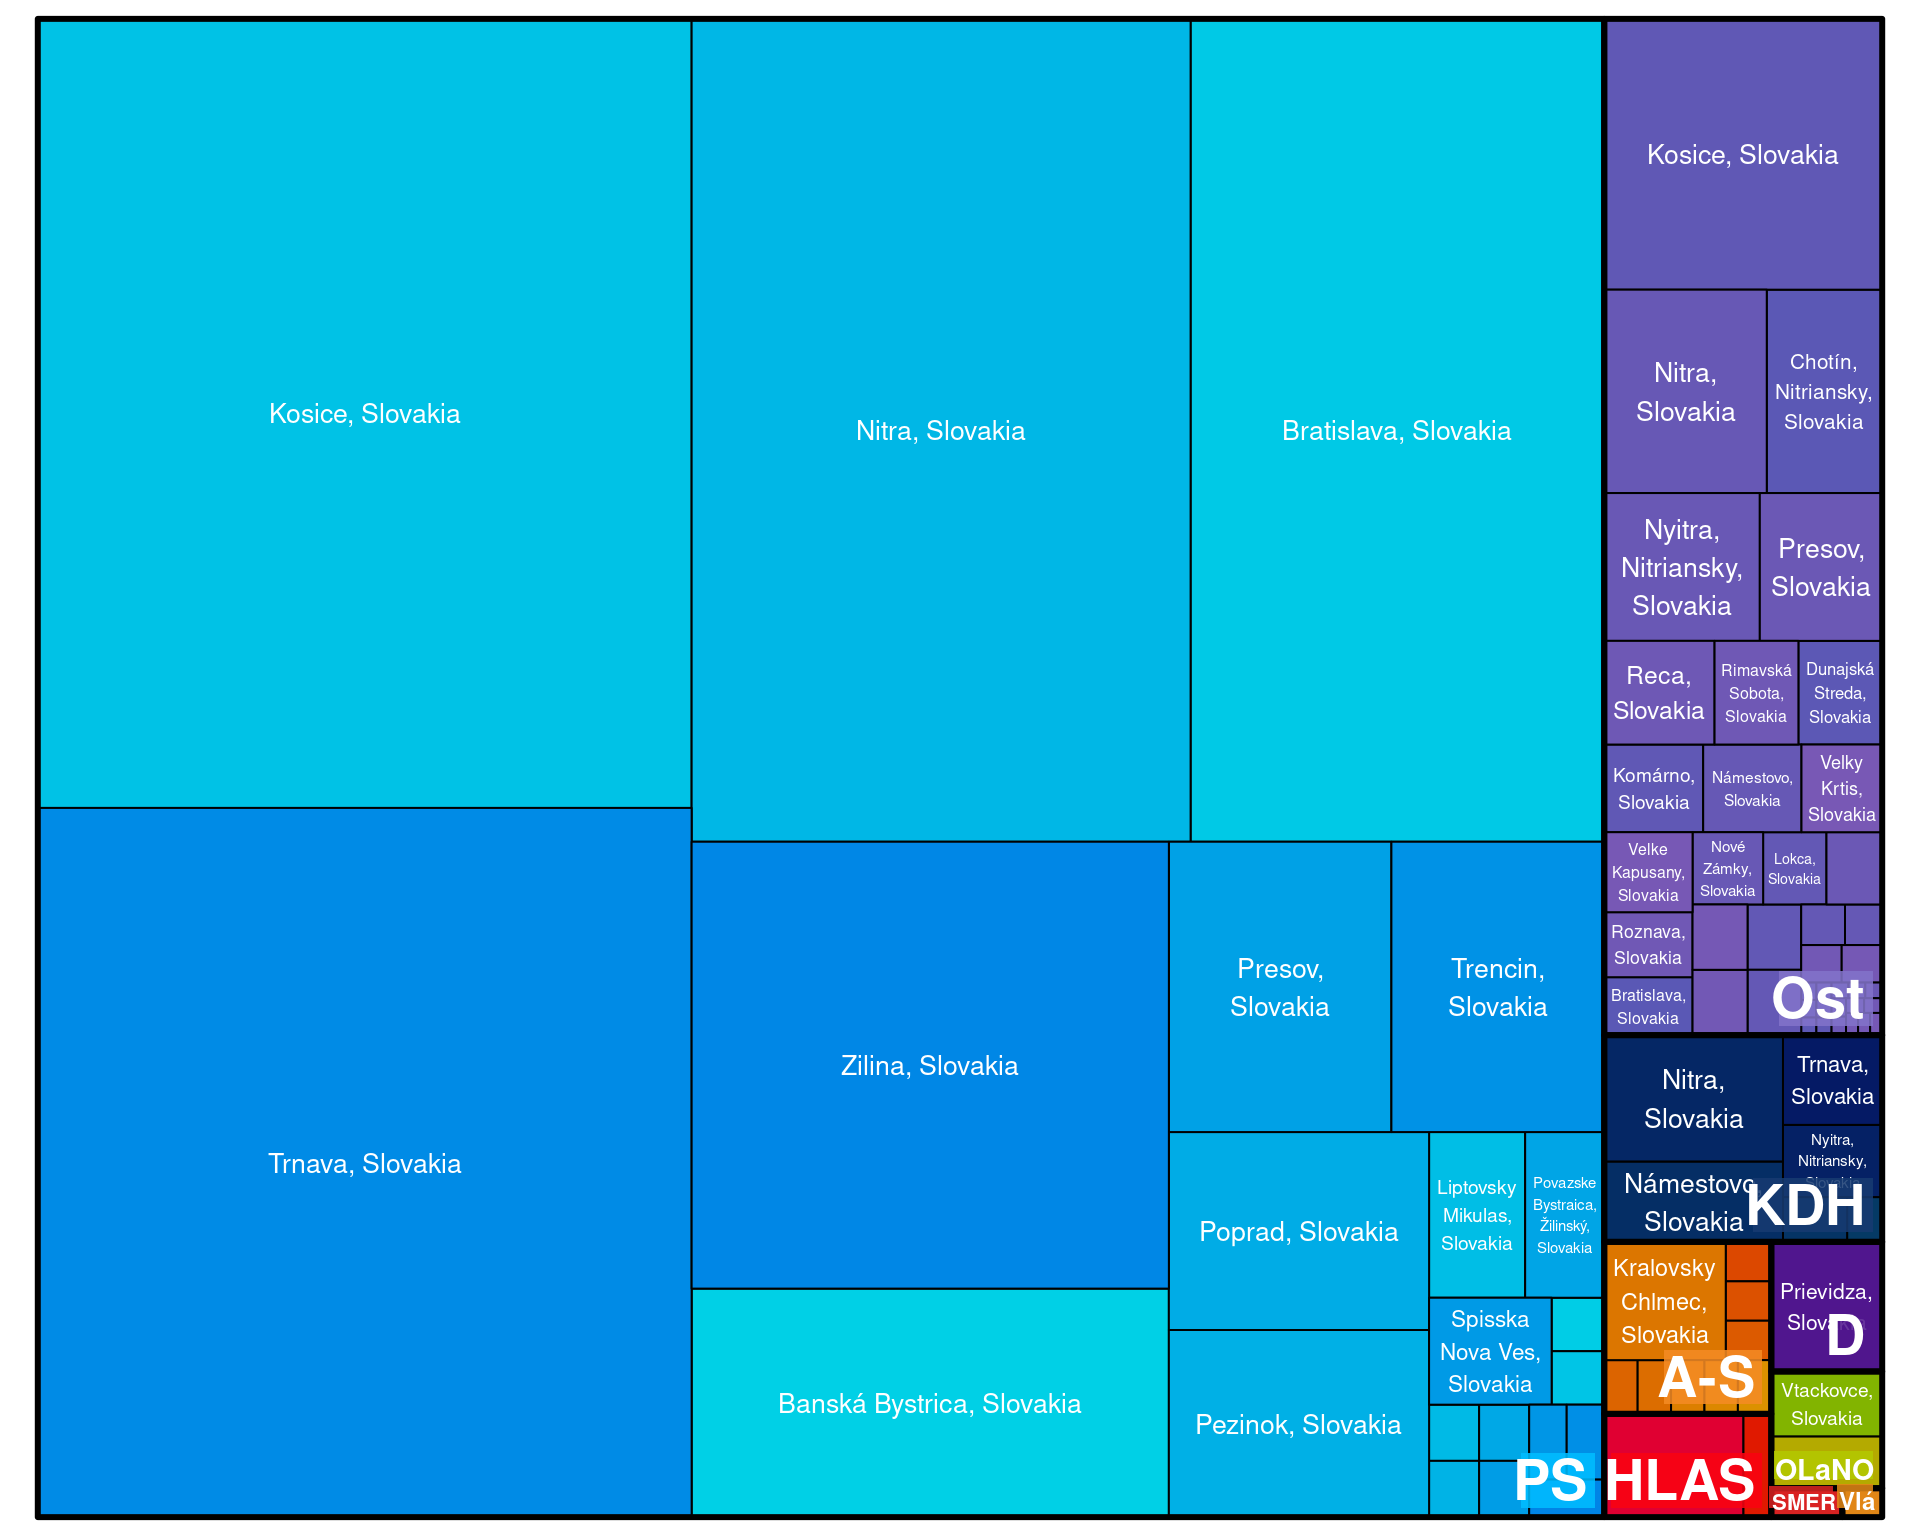 Kosice, Slovakia
Nitra, Slovakia
Bratislava, Slovakia
Trnava, Slovakia
Zilina, Slovakia
Banská Bystrica, Slovakia
Presov,
Slovakia
Trencin,
Slovakia
Poprad, Slovakia
Pezinok, Slovakia
Liptovsky
Mikulas,
Slovakia
Povazske
Bystraica,
Žilinský,
Slovakia
Spisska
Nova Ves,
Slovakia
PS
Kosice, Slovakia
Nitra,
Slovakia
Chotín,
Nitriansky,
Slovakia
Nyitra,
Nitriansky,
Slovakia
Presov,
Slovakia
Reca,
Slovakia
Rimavská
Sobota,
Slovakia
Dunajská
Streda,
Slovakia
Komárno,
Slovakia
Námestovo,
Slovakia
Velky
Krtis,
Slovakia
Velke
Kapusany,
Slovakia
Nové
Zámky,
Slovakia
Lokca,
Slovakia
Roznava,
Slovakia
Bratislava,
Slovakia
Ost
Nitra,
Slovakia
Trnava,
Slovakia
Nyitra,
Nitriansky,
Slovakia
Námestovo,
Slovakia
KDH
Kralovsky
Chlmec,
Slovakia
A-S
Prievidza,
Slovakia
D
Vtackovce,
Slovakia
HLAS
OLaNO
SMER
Vlá